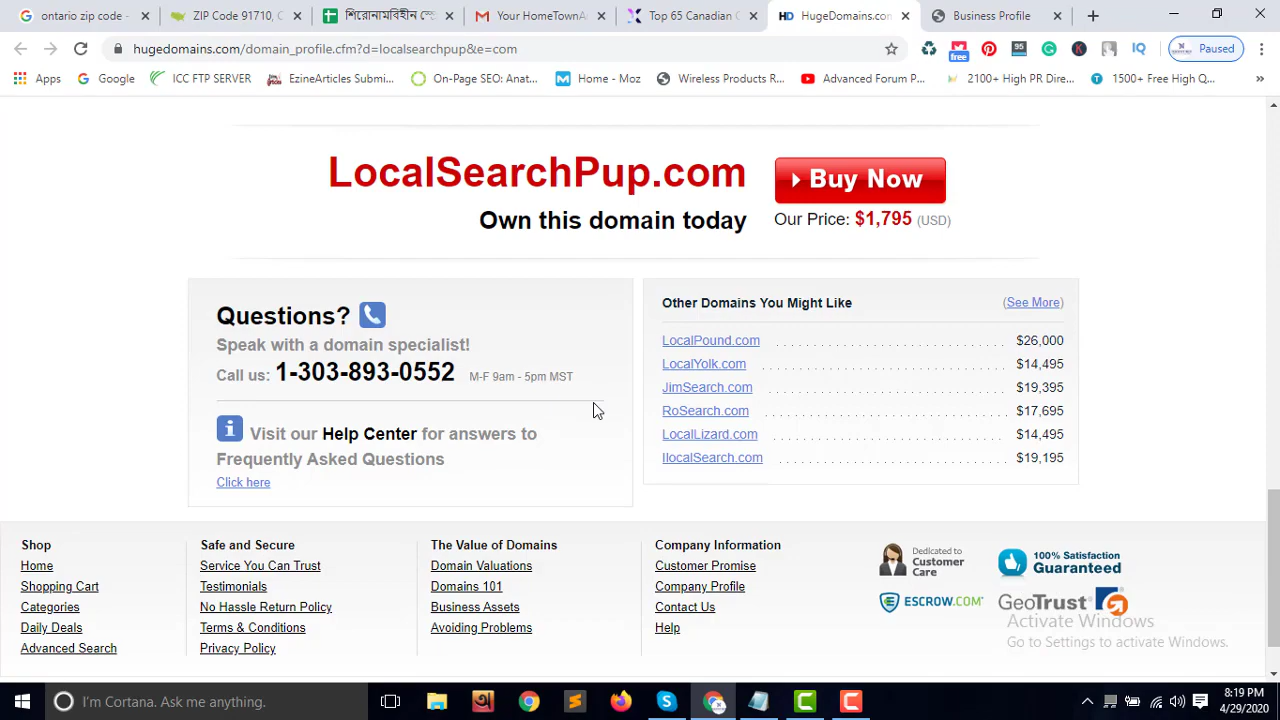 ontario zip code -
ZIP Code 91710, C
শিরোনামবিহীন স্প্রে
Your HomeTownA
Top 65 Canadian C
HD HugeDomains.con
Business Profile
hugedomains.com/domain_profile.cfm?d=localsearchpup&e=com
free
95
IQ
Paused
Apps
Google
ICC FTP SERVER
EzineArticles Submi...
On-Page SEO: Anat...
Home - Moz
Wireless Products R...
Advanced Forum P...
2100+ High PR Dire...
1500+ Free High Q...
»
LocalSearchPup.com
Buy Now
Own this domain today
Our Price: $1,795 (USD)
Questions?
Speak with a domain specialist!
Call us: 1-303-893-0552 M-F 9am - 5pm MST
Visit our Help Center for answers to
Frequently Asked Questions
Click here
Other Domains You Might Like (See More)
LocalPound.com . . . . . . . . . . . . . . . . . . . . . . . . $26,000
LocalYolk.com . . . . . . . . . . . . . . . . . . . . . . . . $14,495
JimSearch.com . . . . . . . . . . . . . . . . . . . . . . . . $19,395
RoSearch.com . . . . . . . . . . . . . . . . . . . . . . . . $17,695
LocalLizard.com . . . . . . . . . . . . . . . . . . . . . . . . $14,495
IlocalSearch.com . . . . . . . . . . . . . . . . . . . . . . . . $19,195
Shop
Home
Shopping Cart
Categories
Daily Deals
Advanced Search
Safe and Secure
Service You Can Trust
Testimonials
No Hassle Return Policy
Terms & Conditions
Privacy Policy
The Value of Domains
Domain Valuations
Domains 101
Business Assets
Avoiding Problems
Company Information
Customer Promise
Company Profile
Contact Us
Help
Dedicated to
Customer
Care
100% Satisfaction
Guaranteed
ESCROW.COM
GeoTrust
Activate Windows
Go to Settings to activate Windows.
I'm Cortana. Ask me anything.
8:19 PM
4/29/2020